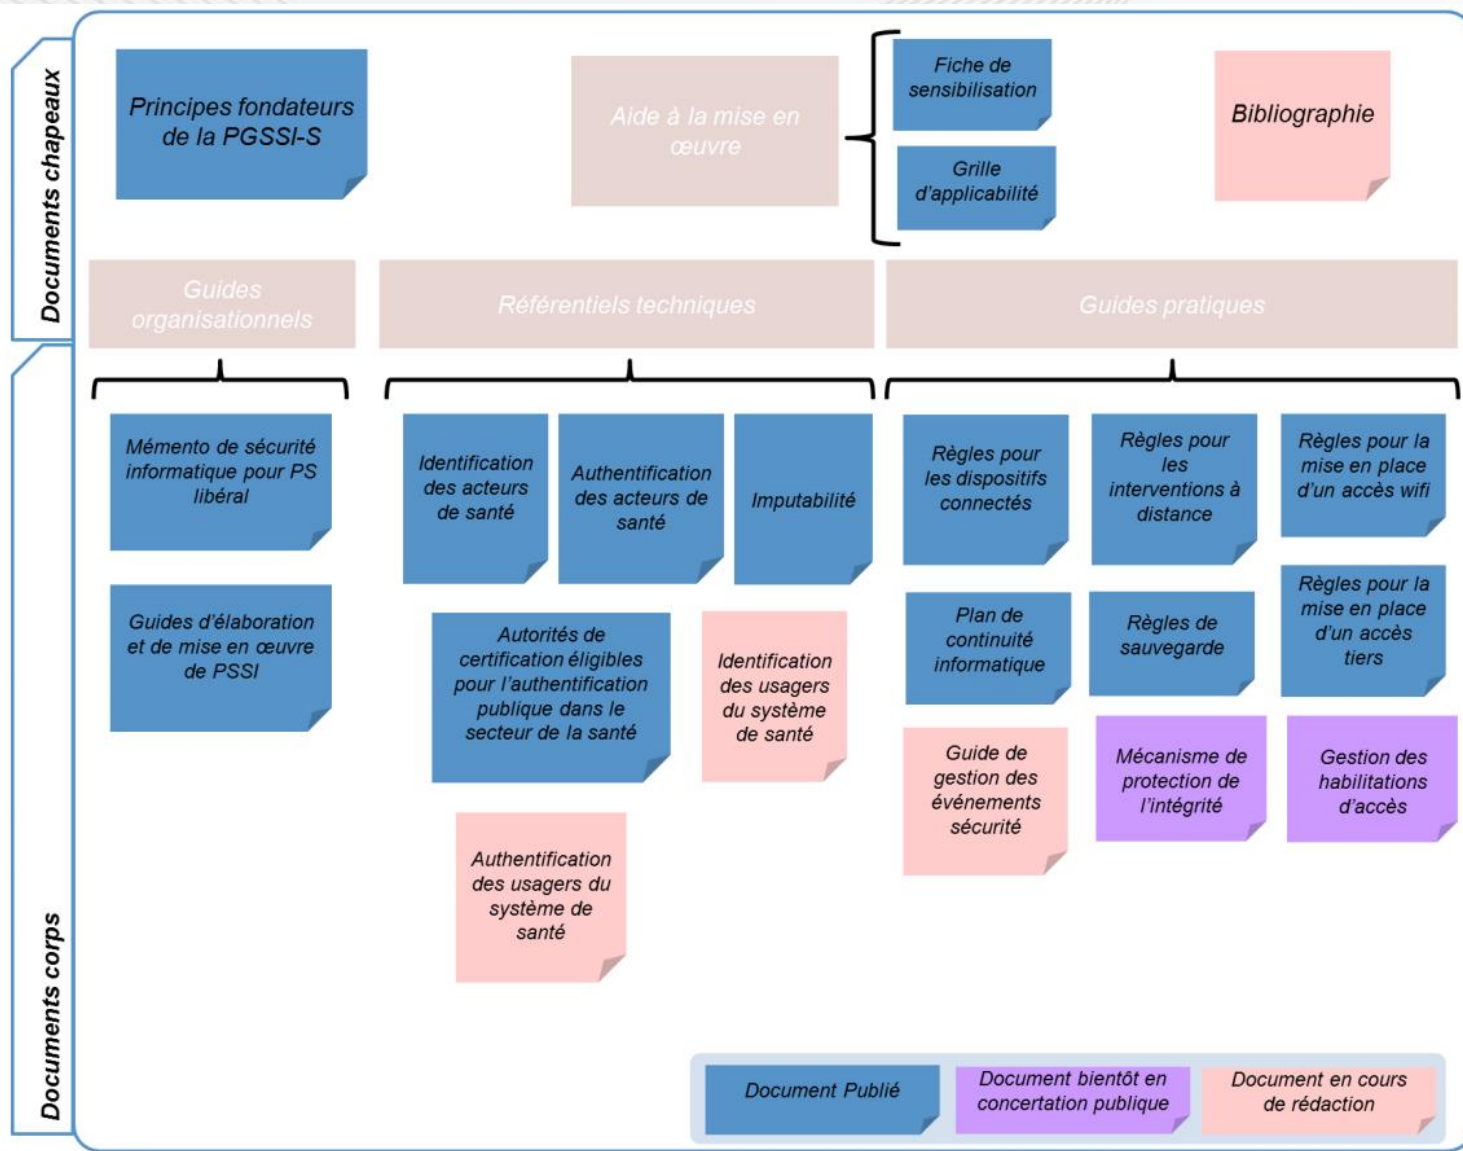 Documents chapeaux
Principes fondateurs
de la PGSSI-S
Aide à la mise en
œuvre
Fiche de
sensibilisation
Grille
d'applicabilité
Bibliographie
Guides
organisationnels
Référentiels techniques
Guides pratiques
Documents corps
Mémento de sécurité
informatique pour PS
libéral
Guides d'élaboration
et de mise en œuvre
de PSSI
Identification
des acteurs
de santé
Authentification
des acteurs de
santé
Imputabilité
Autorités de
certification éligibles
pour l'authentification
publique dans le
secteur de la santé
Identification
des usagers
du système
de santé
Authentification
des usagers du
système de
santé
Règles pour
les dispositifs
connectés
Règles pour
les
interventions à
distance
Règles pour la
mise en place
d'un accès wifi
Plan de
continuité
informatique
Règles de
sauvegarde
Règles pour la
mise en place
d'un accès
tiers
Guide de
gestion des
événements
sécurité
Mécanisme de
protection de
l'intégrité
Gestion des
habilitations
d'accès
Document Publié
Document bientôt en
concertation publique
Document en cours
de rédaction